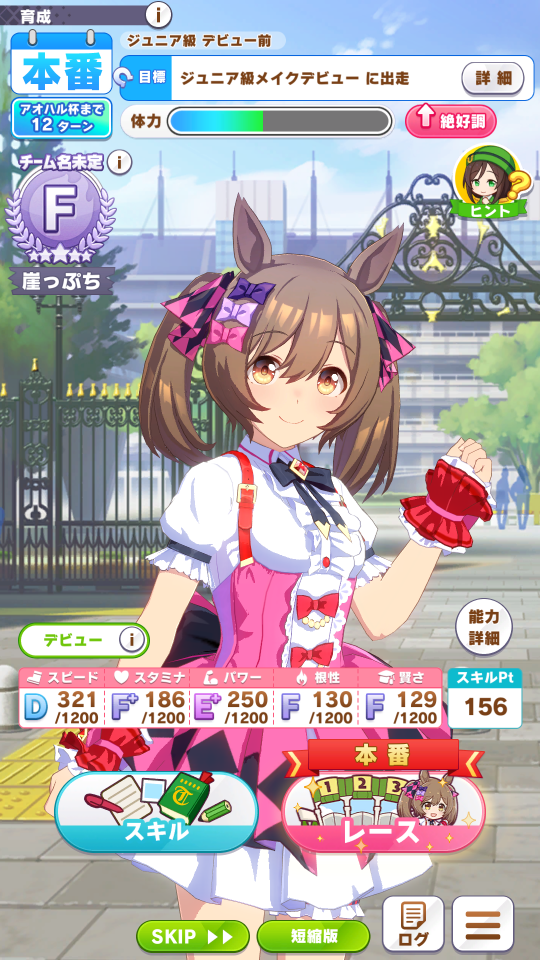 育成
i
本番
ジュニア級 デビュー前
目標
ジュニア級メイクデビュー に出走
詳細
アオハル杯まで
12 ターン
体力
絶好調
チーム名未定 i
F
崖っぷち
?
ヒント
デビュー i
能力
詳細
スピード
スタミナ
パワー
根性
賢さ
スキルPt
D 321
/1200
F+ 186
/1200
E+ 250
/1200
F 130
/1200
F 129
/1200
156
本番
スキル
1 2 3
レース
SKIP
短縮版
ログ